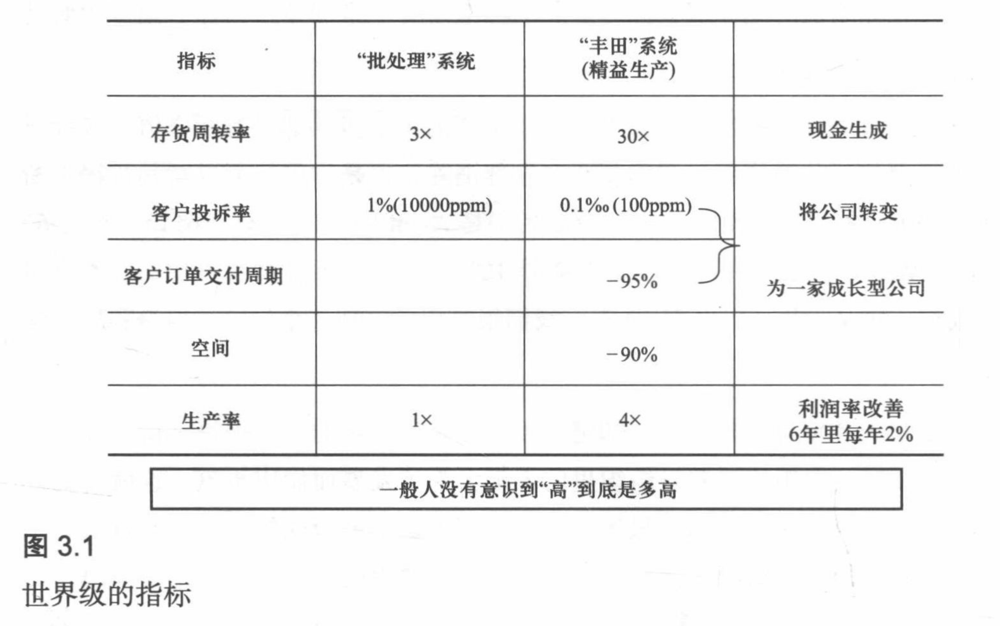 指标 “批处理”系统 “丰田”系统
(精益生产)
存货周转率 3× 30× 现金生成
客户投诉率 1%(10000ppm) 0.1‰(100ppm) 将公司转变
客户订单交付周期 －95% 为一家成长型公司
空间 －90%
生产率 1× 4× 利润率改善
6年里每年2%
一般人没有意识到“高”到底是多高
图 3.1
世界级的指标